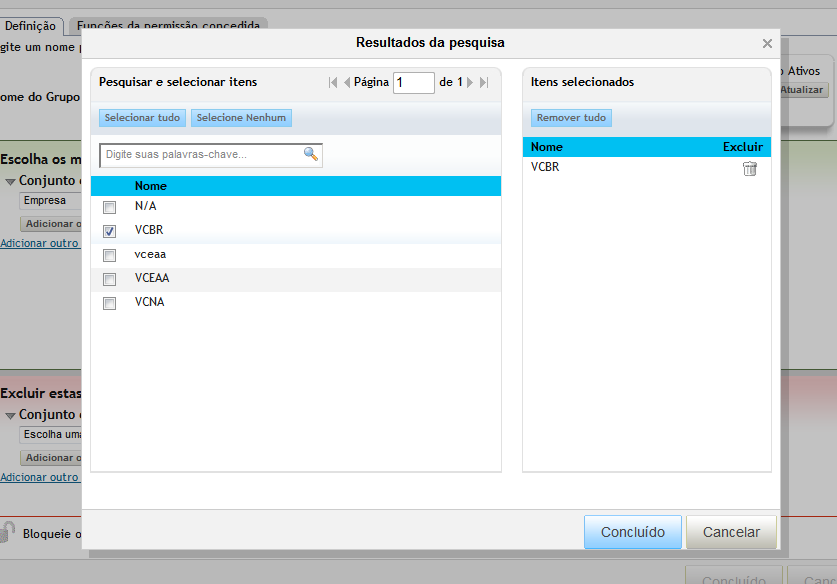 Definição Funções da permissão concedida
gite um nome p
Resultados da pesquisa
Pesquisar e selecionar itens Página 1 de 1
Itens selecionados
Ativos
ome do Grupo
Atualizar
Selecionar tudo Selecione Nenhum
Remover tudo
Digite suas palavras-chave...
Nome Excluir
Escolha os m
VCBR
Conjunto
Nome
Empresa
N/A
Adicionar o
VCBR
Adicionar outro
vceaa
VCEAA
VCNA
Excluir estas
Conjunto
Escolha uma
Adicionar o
Adicionar outro
Bloqueie o
Concluído Cancelar
Concluído Canc